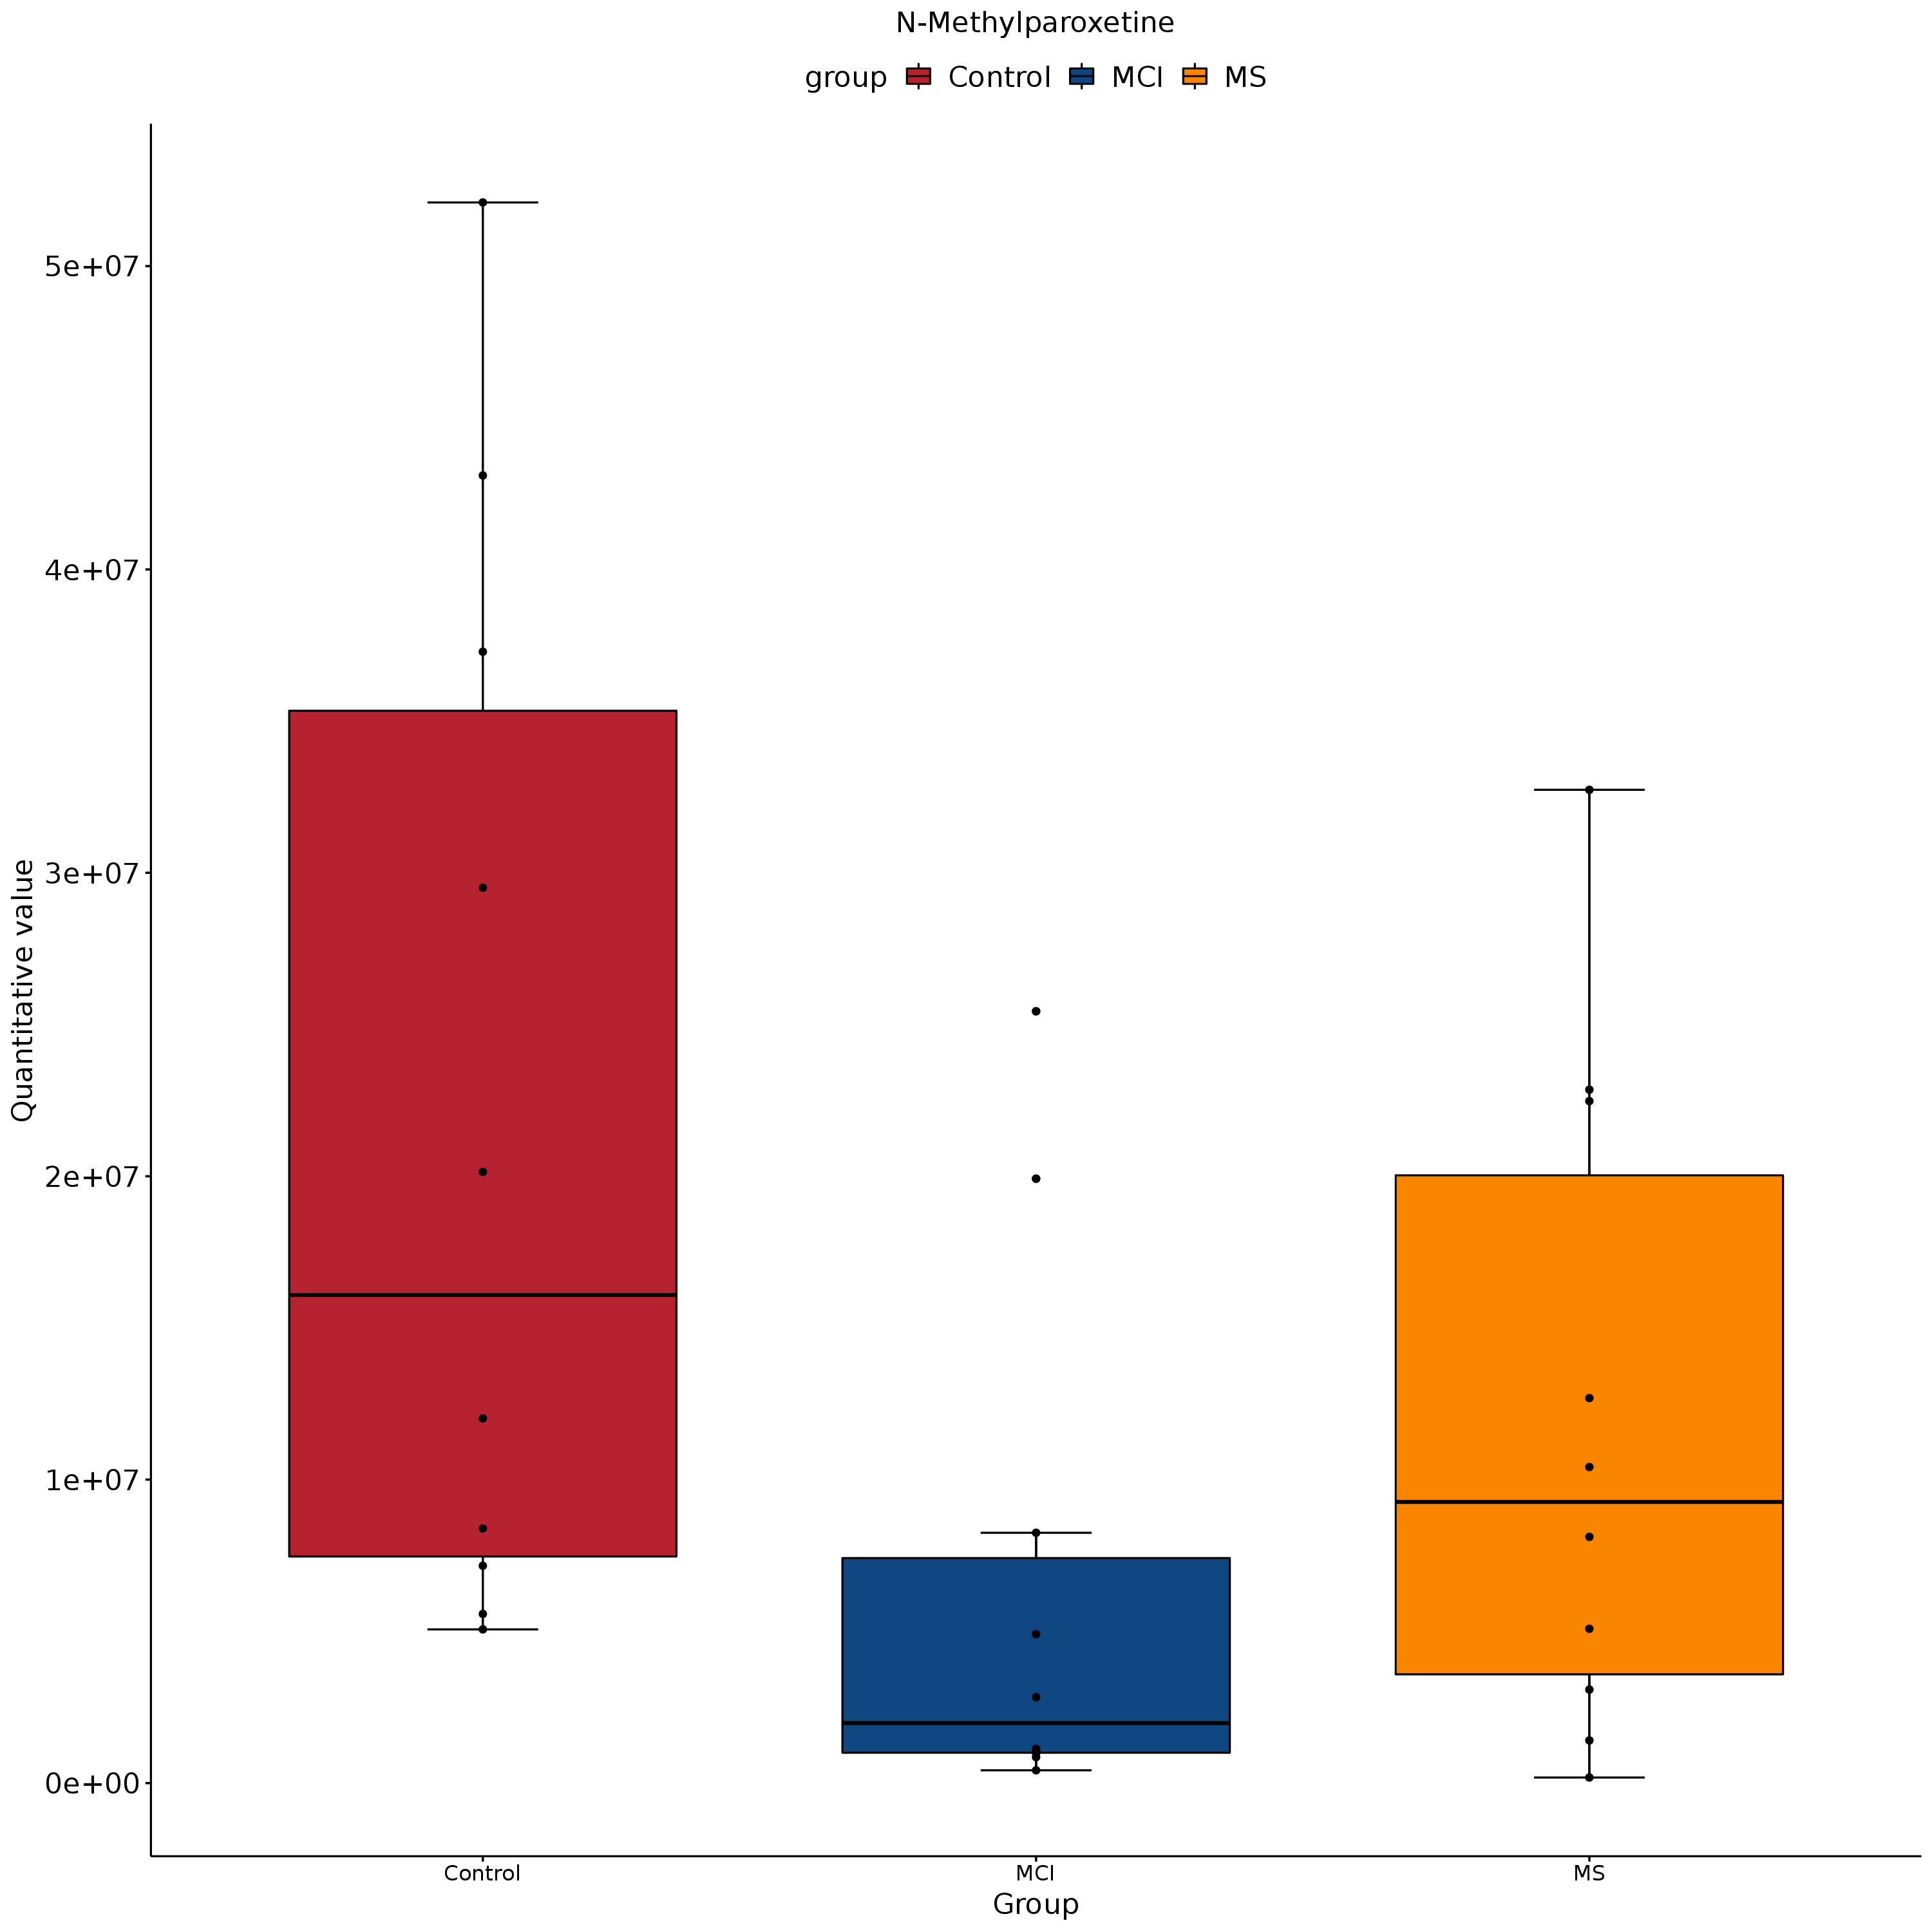 N-Methylparoxetine
group Control MCI MS
5e+07
4e+07
3e+07
2e+07
1e+07
0e+00
Quantitative value
Control MCI MS
Group